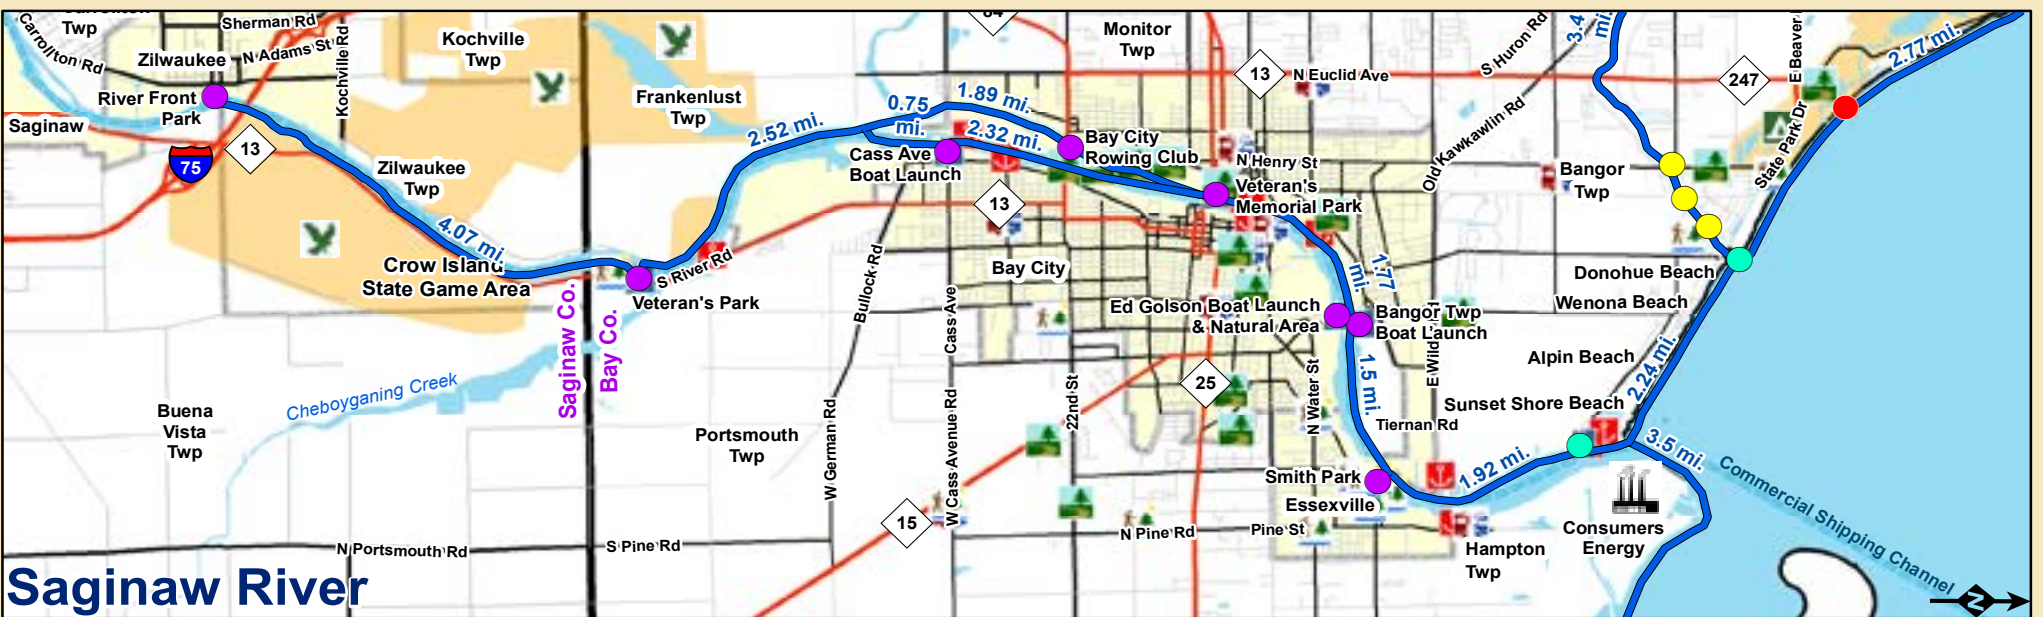 Twp
Carrollton Rd
Sherman Rd
N Adams St
Kochville Rd
Zilwaukee
River Front
Park
Saginaw
75
13
Kochville
Twp
Zilwaukee
Twp
4.07 mi.
Crow Island
State Game Area
Frankenlust
Twp
2.52 mi.
S River Rd
Veteran's Park
Saginaw Co.
Bay Co.
Cheboyganing Creek
Buena
Vista
Twp
N Portsmouth Rd
S Pine Rd
Saginaw River
Portsmouth
Twp
W German Rd
Bullock Rd
Cass Ave
W Cass Avenue Rd
22nd St
15
84
Monitor
Twp
0.75
mi.
1.89 mi.
2.32 mi.
Cass Ave
Boat Launch
Bay City
Rowing Club
13
Bay City
13
N Euclid Ave
N Henry St
Veteran's
Memorial Park
1.77
mi.
Ed Golson Boat Launch
& Natural Area
Bangor Twp
Boat Launch
25
N Water St
1.5 mi.
Tiernan Rd
Smith Park
Essexville
N Pine Rd
Pine St
Hampton
Twp
1.92 mi.
S Huron Rd
Old Kawkawlin Rd
3.4
mi.
247
E Beaver
State Park Dr
2.77 mi.
Bangor
Twp
Donohue Beach
Wenona Beach
Alpin Beach
Sunset Shore Beach
2.24 mi.
3.5 mi.
Consumers
Energy
Commercial Shipping Channel
N